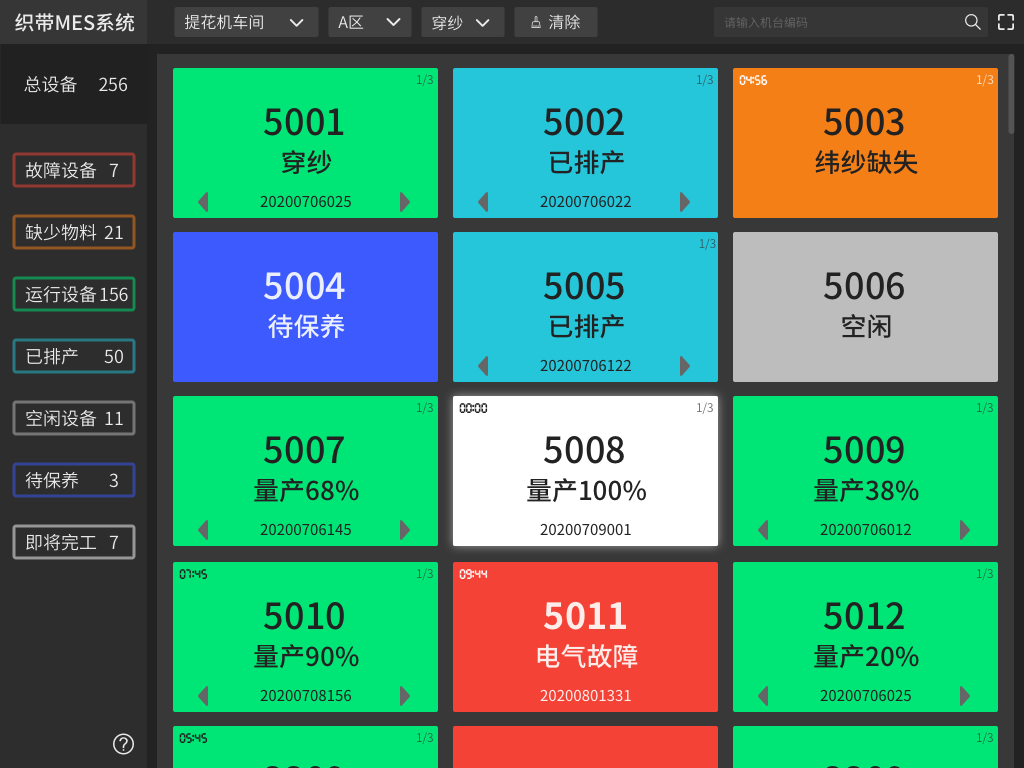 织带MES系统
提花机车间
A区
穿纱
清除
请输入机台编码
总设备 256
故障设备 7
缺少物料 21
运行设备 156
已排产 50
空闲设备 11
待保养 3
即将完工 7
1/3
5001
穿纱
20200706025
1/3
5002
已排产
20200706022
04:56 1/3
5003
纬纱缺失
5004
待保养
1/3
5005
已排产
20200706122
5006
空闲
1/3
5007
量产68%
20200706145
00:00 1/3
5008
量产100%
20200709001
1/3
5009
量产38%
20200706012
07:45 1/3
5010
量产90%
20200708156
09:44
5011
电气故障
20200801331
1/3
5012
量产20%
20200706025
05:45 1/3
1/3